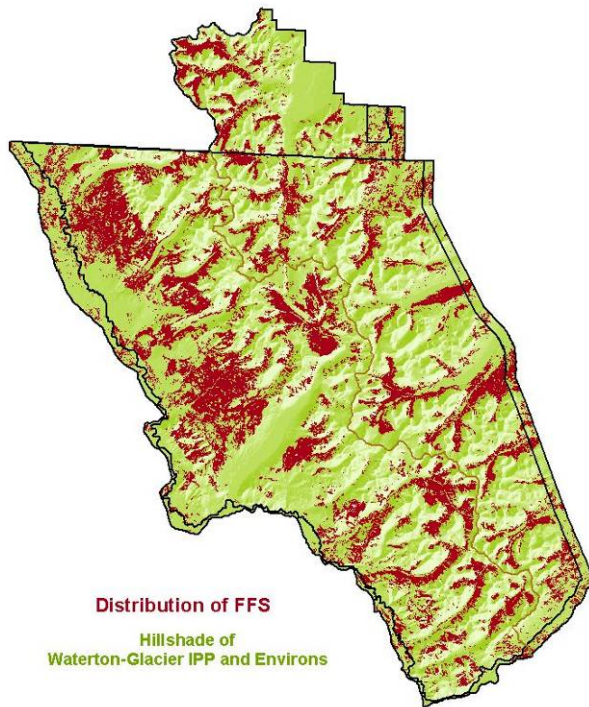 Distribution of FFS
Hillshade of
Waterton-Glacier IPP and Environs